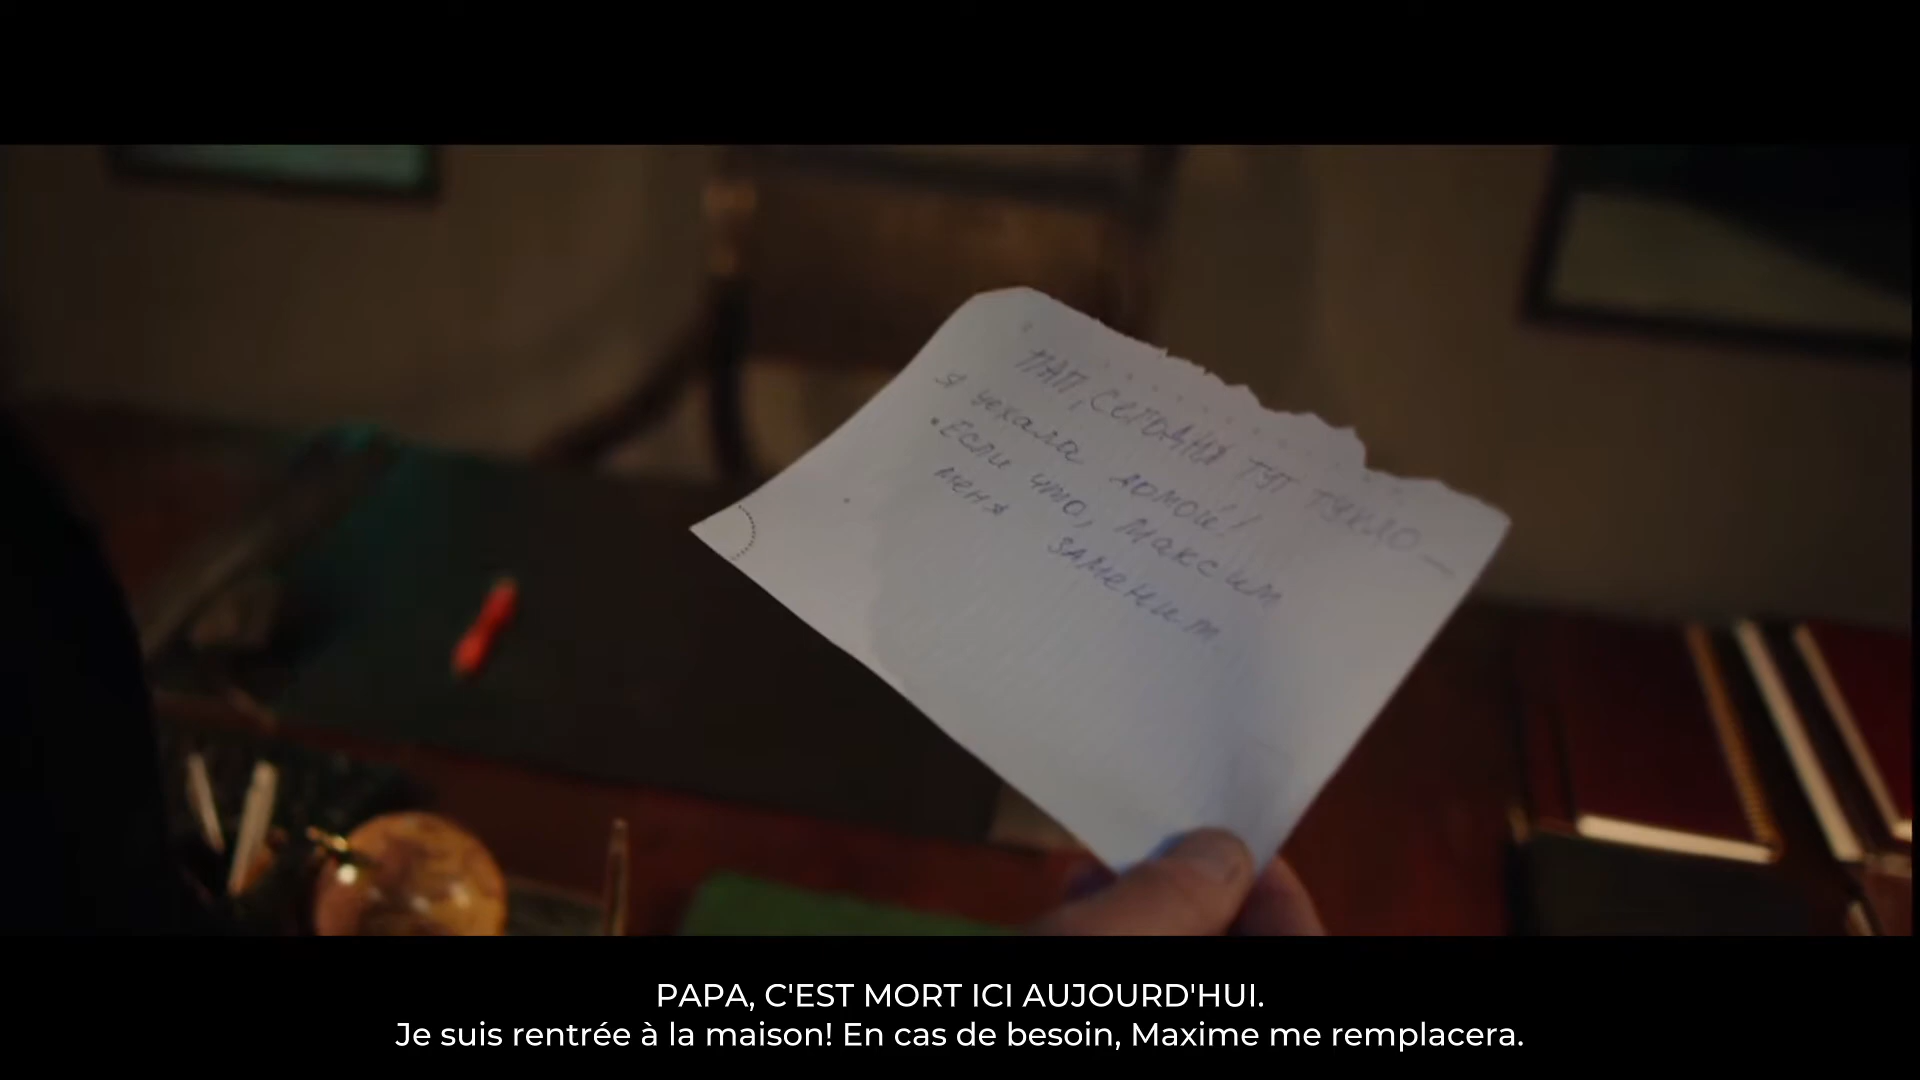 ПАП, СЕГОДНЯ ТУТ ТУХЛО
Я уехала домой!
Если что, Максим
меня заменит.
PAPA, C'EST MORT ICI AUJOURD'HUI.
Je suis rentrée à la maison! En cas de besoin, Maxime me remplacera.